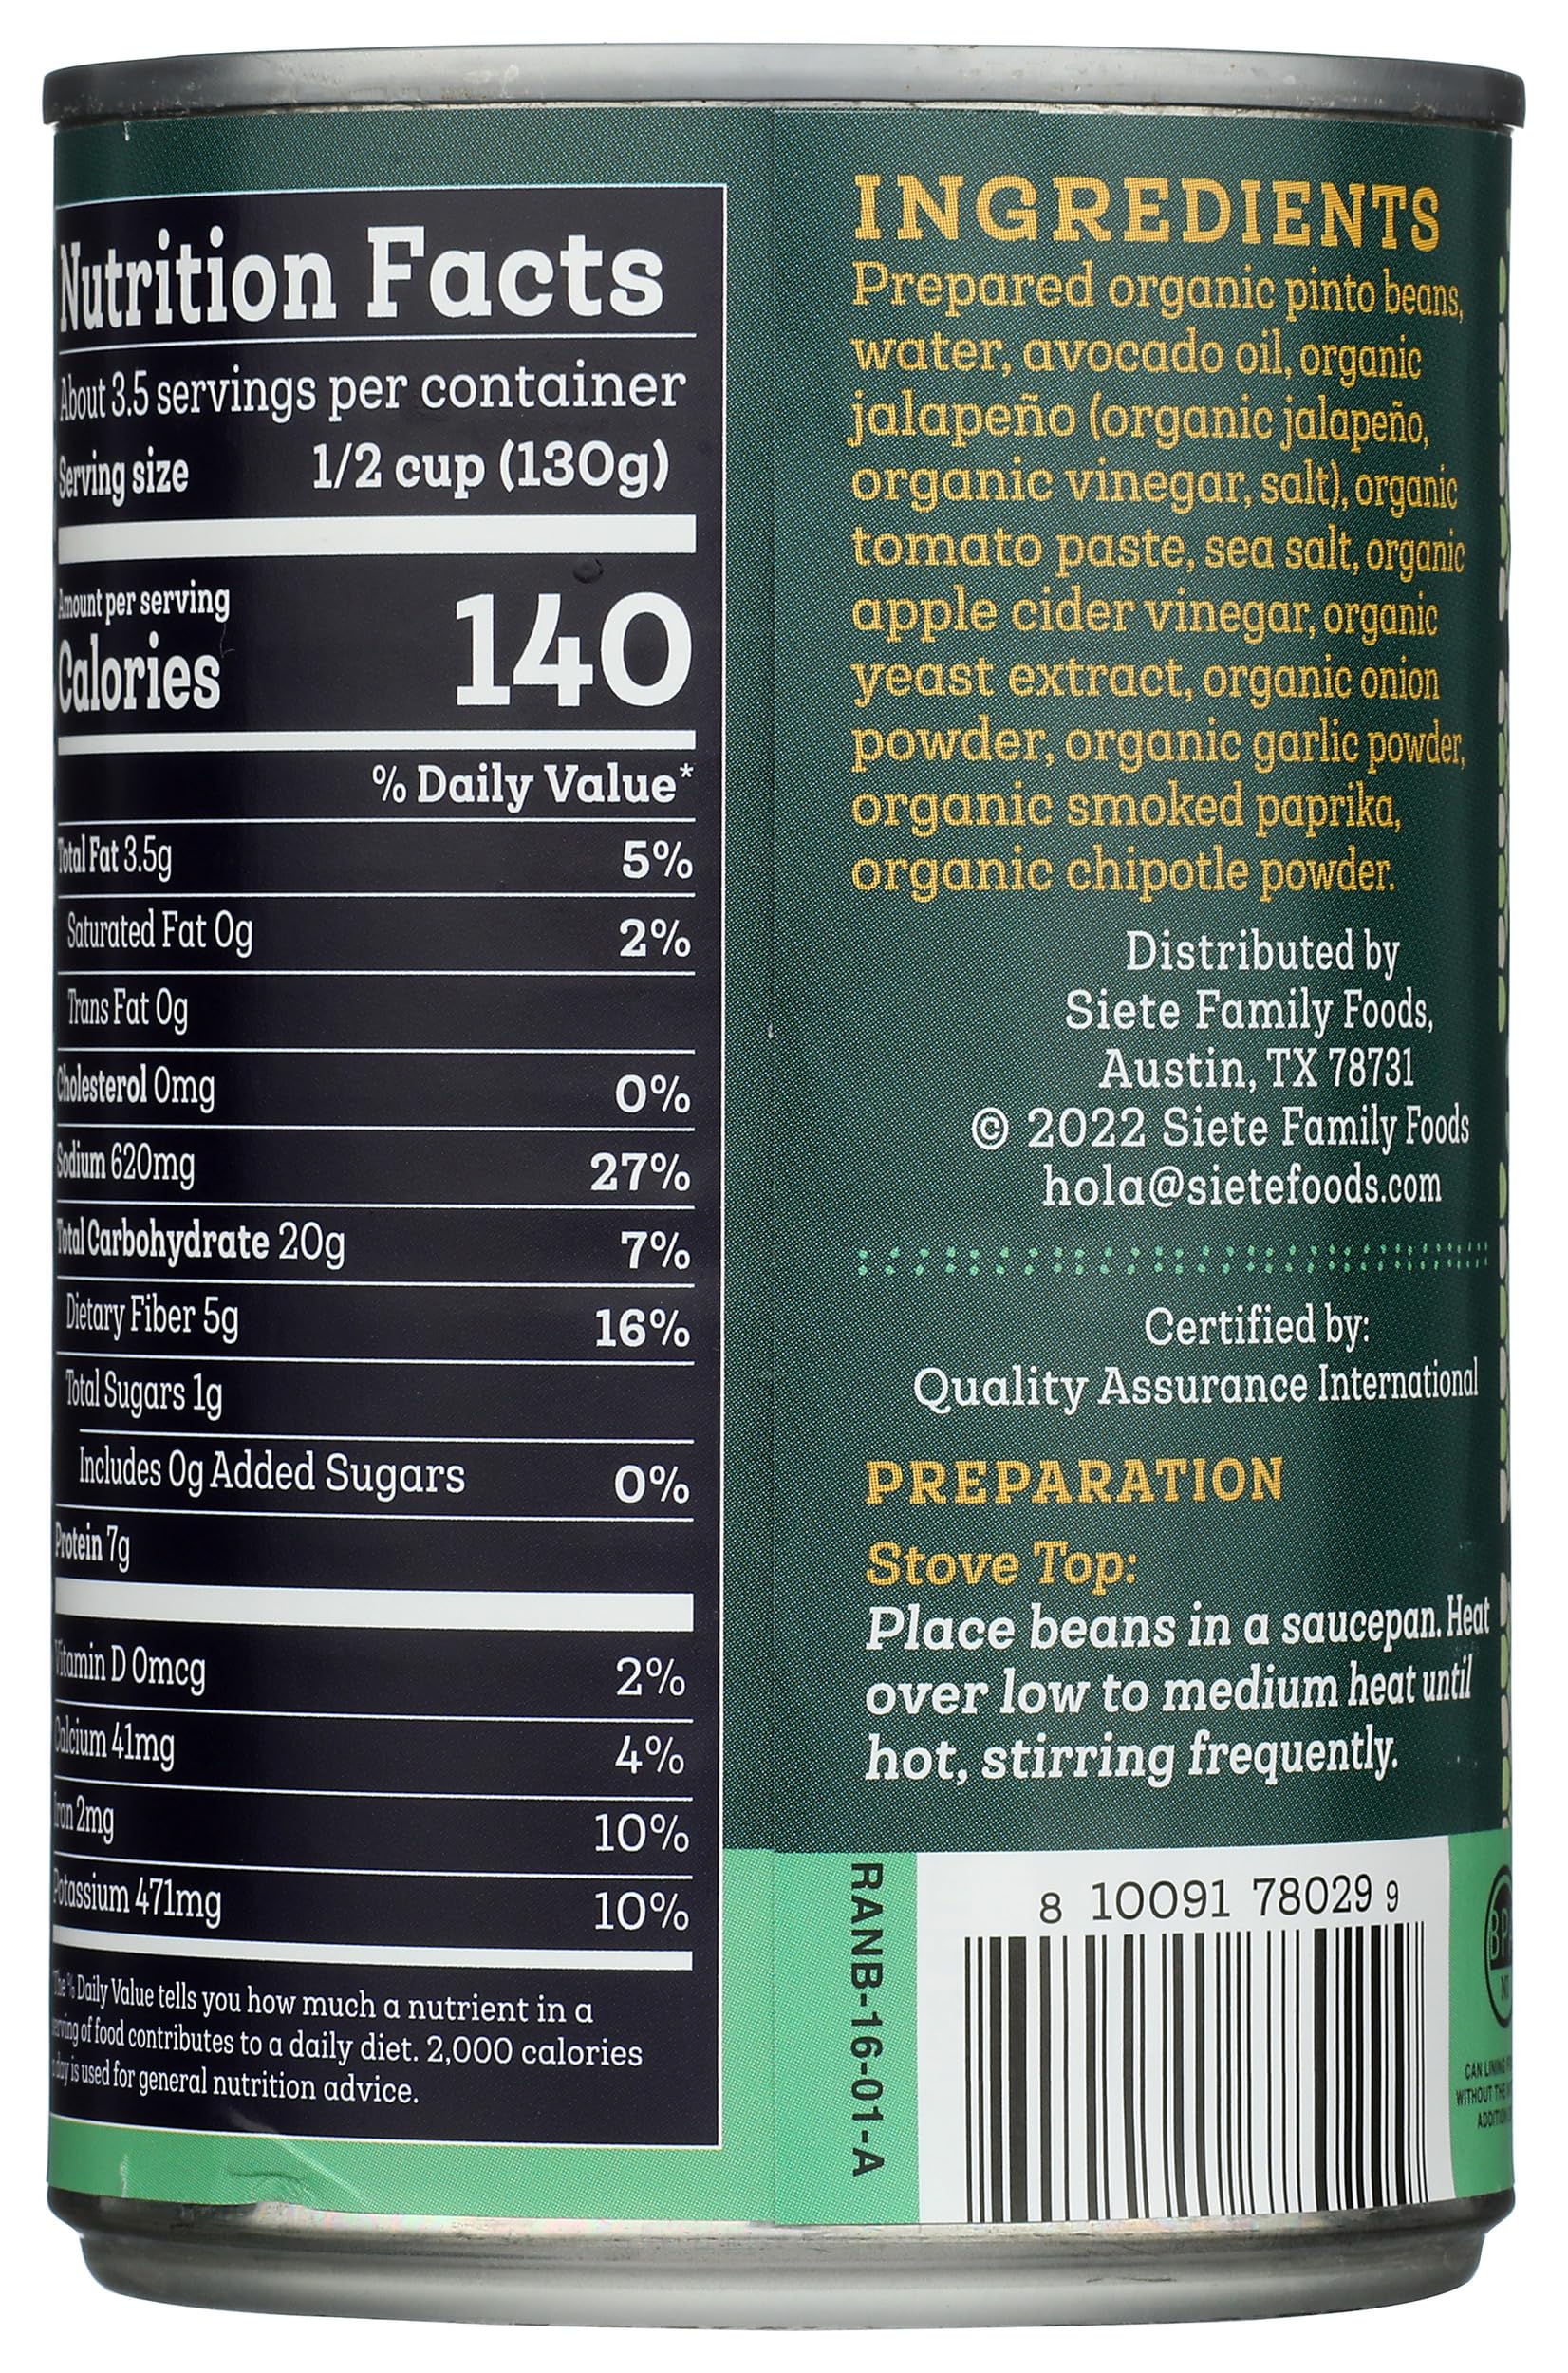 Nutrition Facts
About 3.5 servings per container
Serving size 1/2 cup (130g)
Amount per serving
Calories 140
% Daily Value*
Total Fat 3.5g 5%
Saturated Fat 0g 2%
Trans Fat 0g
Cholesterol 0mg 0%
Sodium 620mg 27%
Total Carbohydrate 20g 7%
Dietary Fiber 5g 16%
Total Sugars 1g
Includes 0g Added Sugars 0%
Protein 7g
Vitamin D 0mcg 2%
Calcium 41mg 4%
Iron 2mg 10%
Potassium 471mg 10%
*The % Daily Value tells you how much a nutrient in a
serving of food contributes to a daily diet. 2,000 calories
a day is used for general nutrition advice.
INGREDIENTS
Prepared organic pinto beans,
water, avocado oil, organic
jalapeño (organic jalapeño,
organic vinegar, salt), organic
tomato paste, sea salt, organic
apple cider vinegar, organic
yeast extract, organic onion
powder, organic garlic powder,
organic smoked paprika,
organic chipotle powder.
Distributed by
Siete Family Foods,
Austin, TX 78731
© 2022 Siete Family Foods
hola@sietefoods.com
Certified by:
Quality Assurance International
PREPARATION
Stove Top:
Place beans in a saucepan. Heat
over low to medium heat until
hot, stirring frequently.
RANB-16-01-A
8 10091 78029 9
CAN LINING
WITHOUT THE